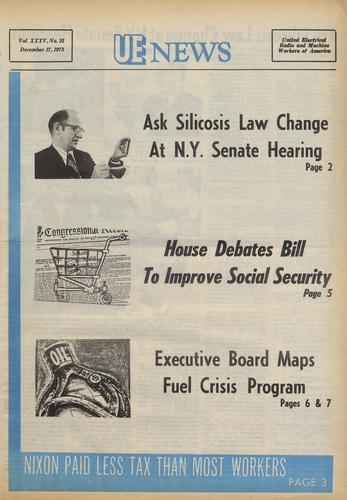 Vol. XXXV, No. 25
December 17, 1973
UE NEWS
United Electrical
Radio and Machine
Workers of America
Ask Silicosis Law Change
At N.Y. Senate Hearing
Page 2
Congressional Record
House Debates Bill
To Improve Social Security
Page 5
OIL
Executive Board Maps
Fuel Crisis Program
Pages 6 & 7
NIXON PAID LESS TAX THAN MOST WORKERS
PAGE 3